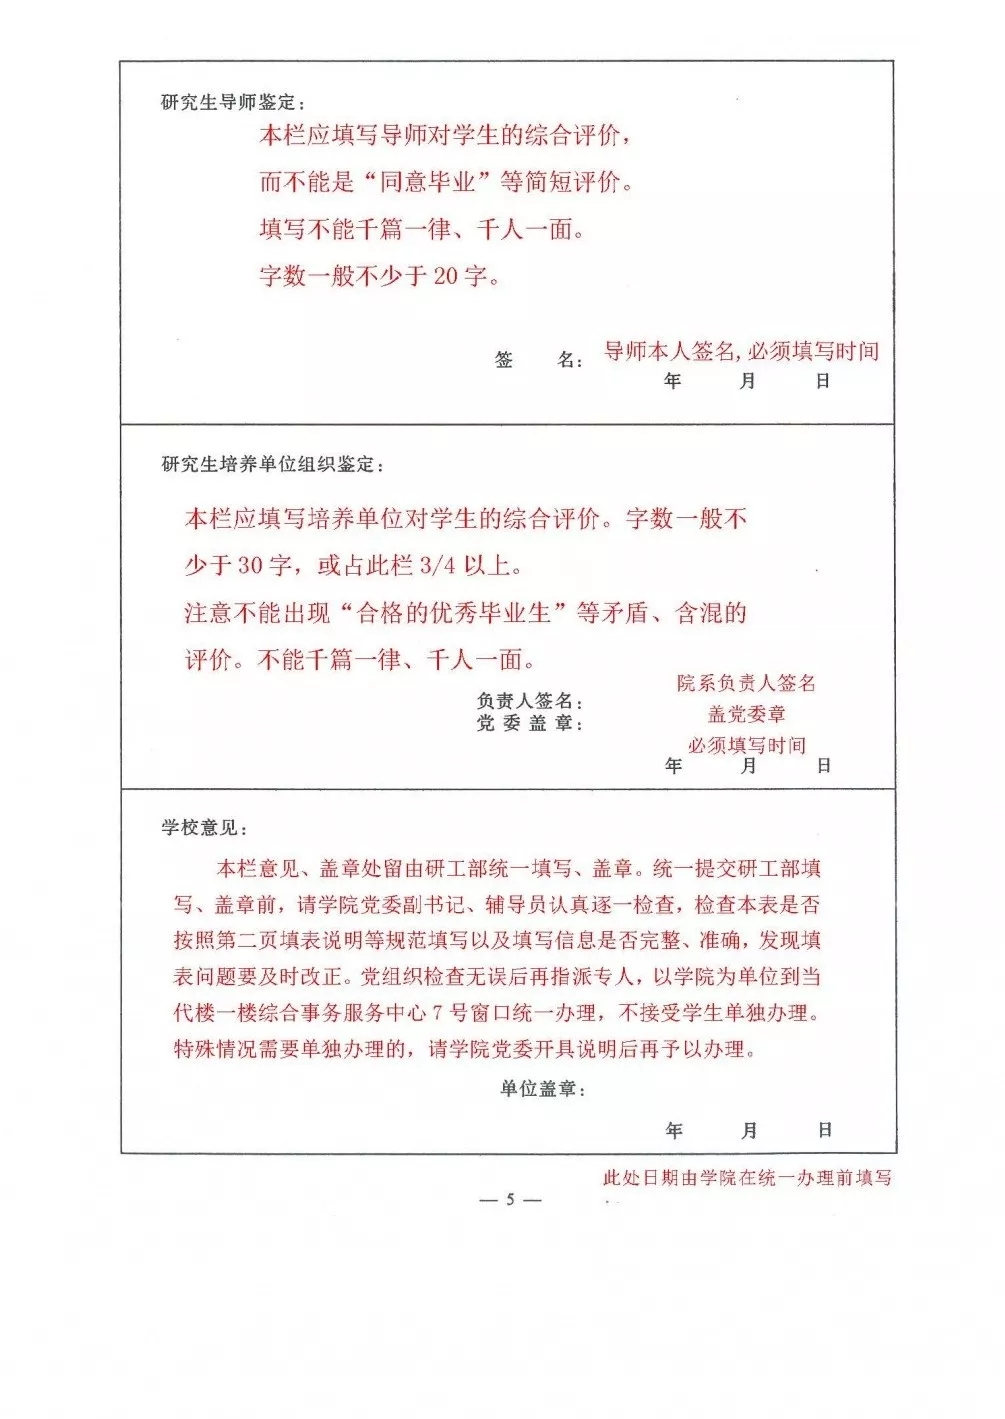 研究生导师鉴定：
本栏应填写导师对学生的综合评价，
而不能是“同意毕业”等简短评价。
填写不能千篇一律、千人一面。
字数一般不少于 20 字。
签 名： 导师本人签名,必须填写时间
年 月 日
研究生培养单位组织鉴定：
本栏应填写培养单位对学生的综合评价。字数一般不
少于 30 字，或占此栏 3/4 以上。
注意不能出现“合格的优秀毕业生”等矛盾、含混的
评价。不能千篇一律、千人一面。
院系负责人签名
负责人签名：
盖党委章
党 委 盖 章：
必须填写时间
年 月 日
学校意见：
本栏意见、盖章处留由研工部统一填写、盖章。统一提交研工部填
写、盖章前，请学院党委副书记、辅导员认真逐一检查，检查本表是否
按照第二页填表说明等规范填写以及填写信息是否完整、准确，发现填
表问题要及时改正。党组织检查无误后再指派专人，以学院为单位到当
代楼一楼综合事务服务中心 7 号窗口统一办理，不接受学生单独办理。
特殊情况需要单独办理的，请学院党委开具说明后再予以办理。
单位盖章：
年 月 日
此处日期由学院在统一办理前填写
— 5 —